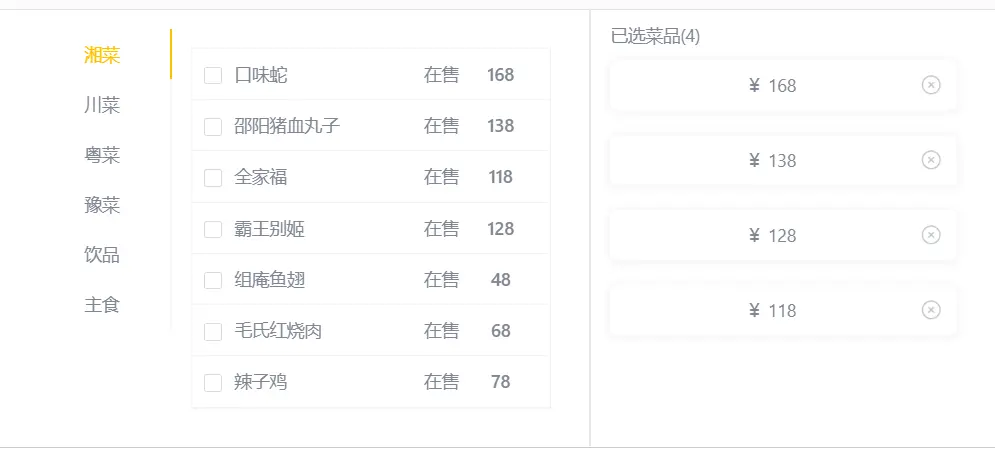 湘菜
川菜
粤菜
豫菜
饮品
主食
口味蛇 在售 168
邵阳猪血丸子 在售 138
全家福 在售 118
霸王别姬 在售 128
组庵鱼翅 在售 48
毛氏红烧肉 在售 68
辣子鸡 在售 78
已选菜品(4)
¥ 168
¥ 138
¥ 128
¥ 118